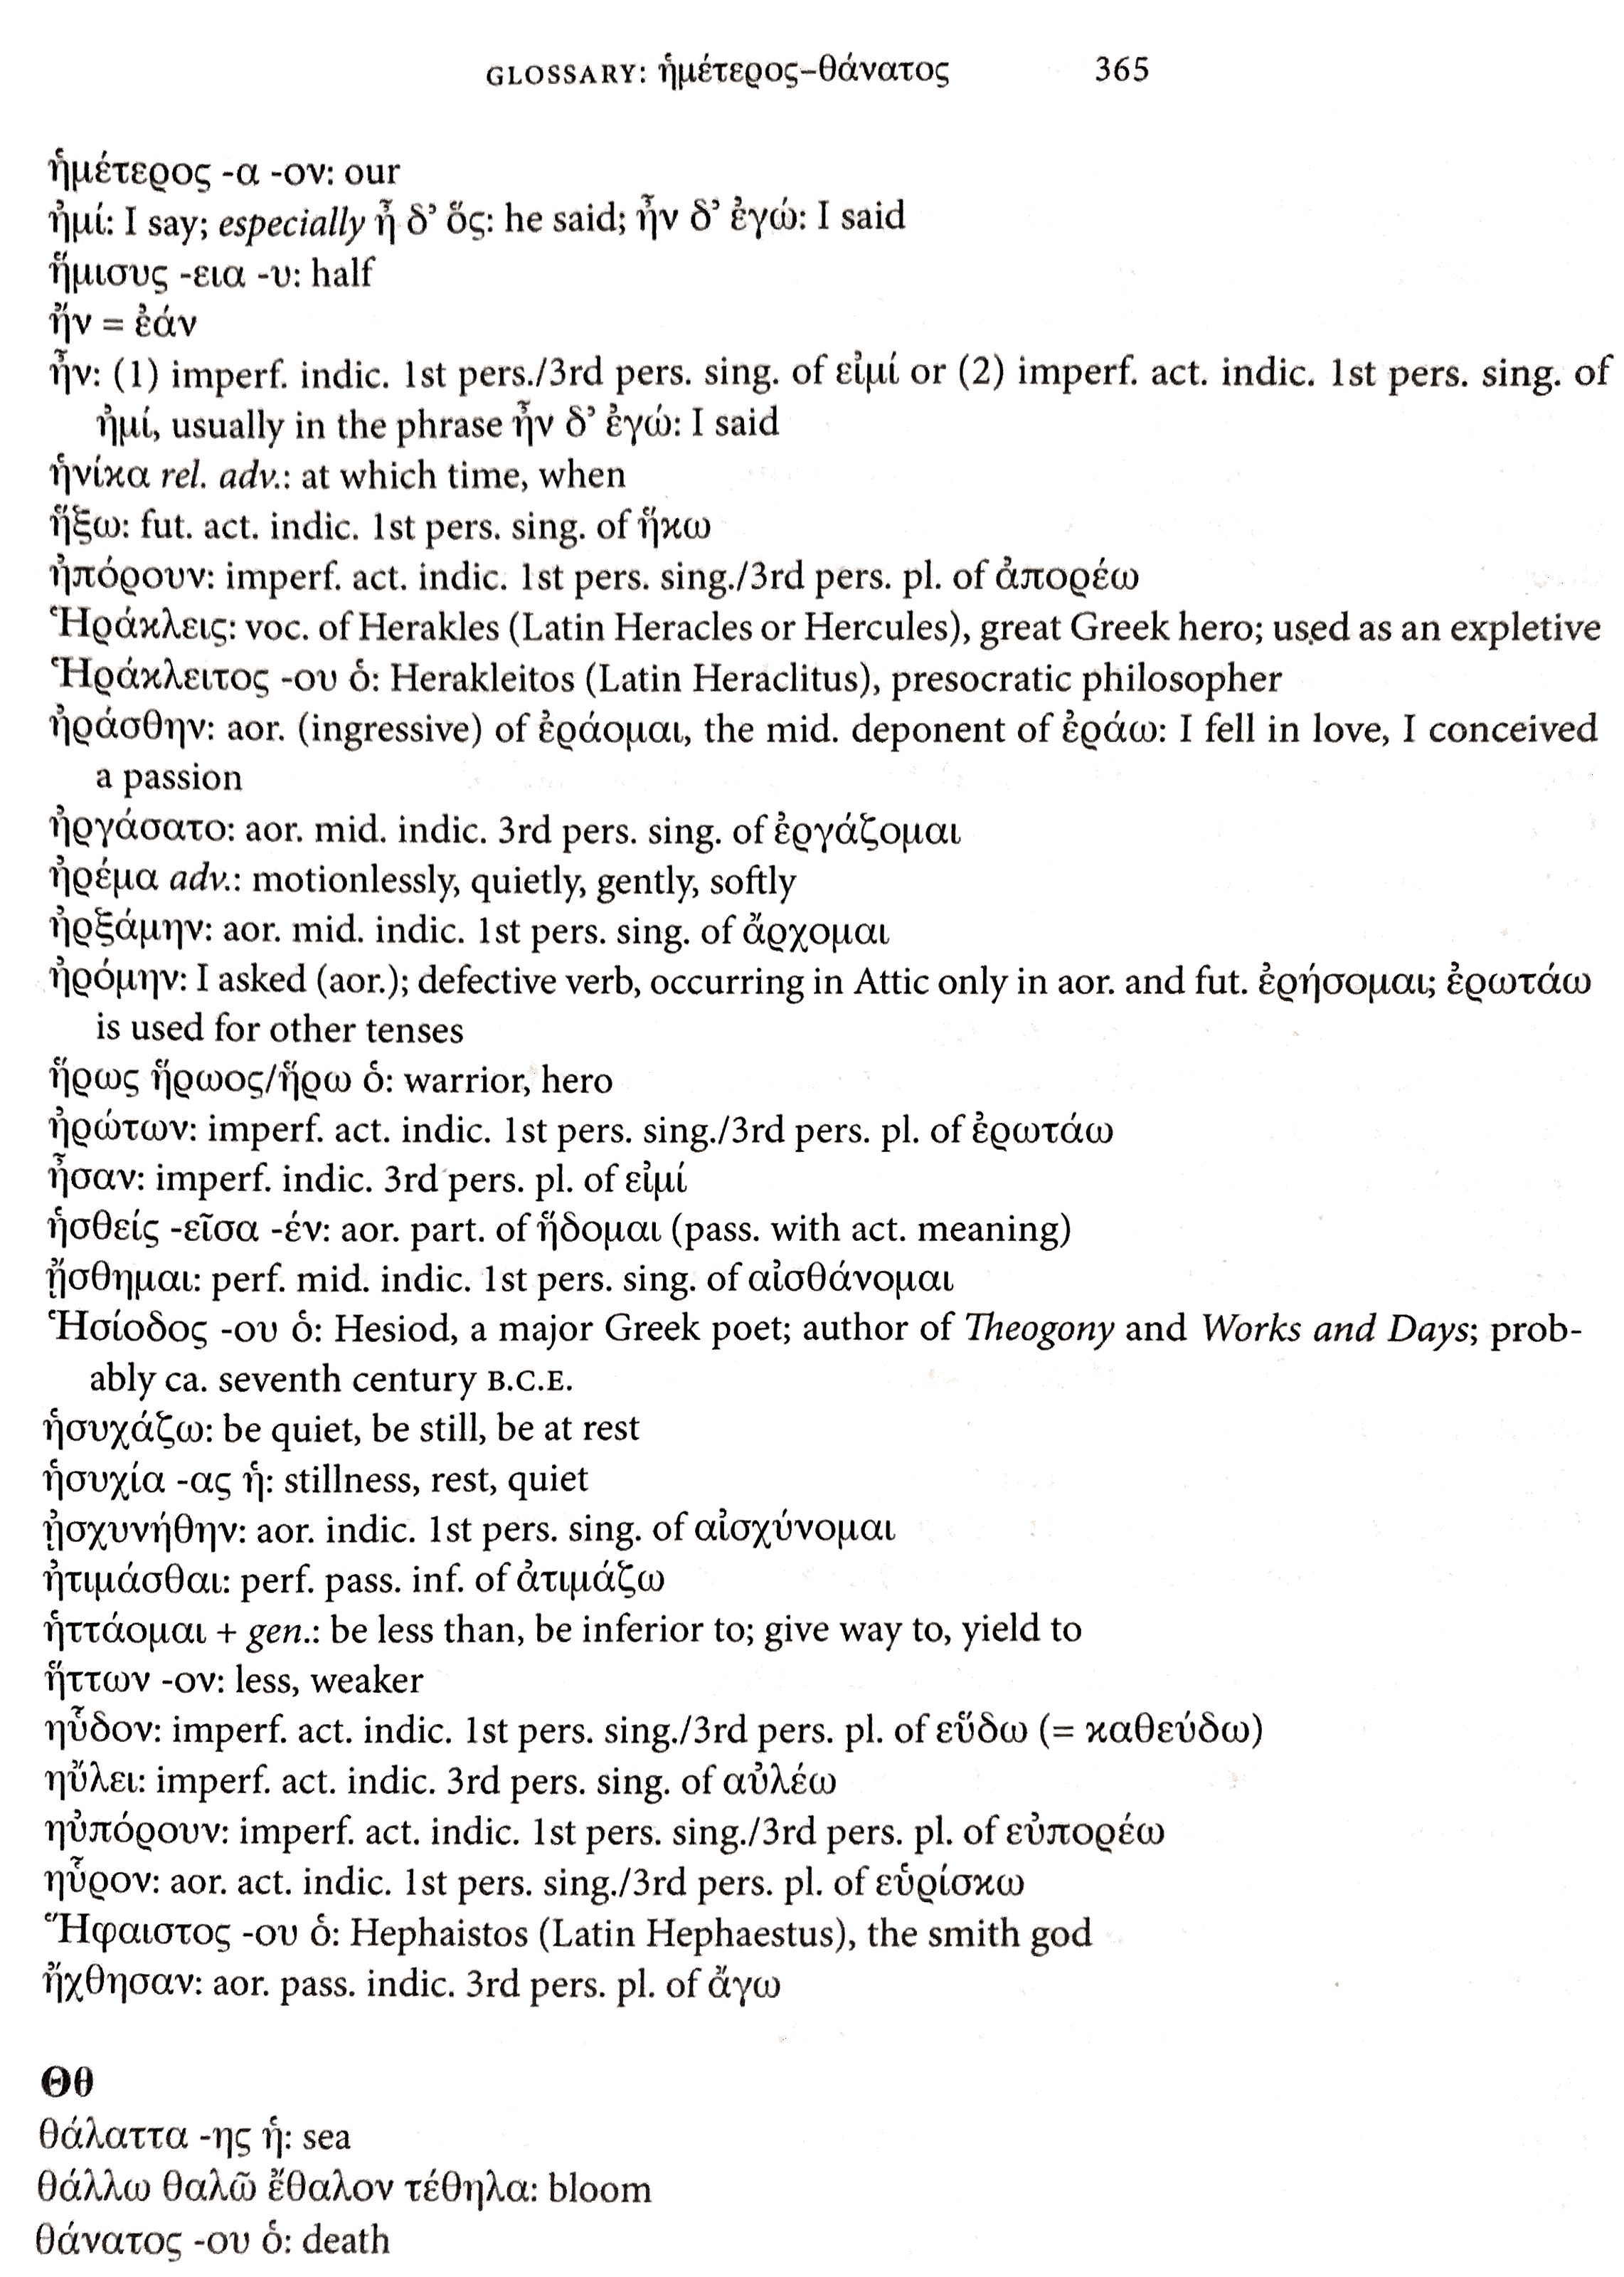 GLOSSARY: ἡμέτερος–θάνατος 365
ἡμέτερος -α -ον: our
ἠμί: I say; especially ἦ δ’ ὅς: he said; ἦν δ’ ἐγώ: I said
ἥμισυς -εια -υ: half
ἤν = ἐάν
ἦν: (1) imperf. indic. 1st pers./3rd pers. sing. of εἰμί or (2) imperf. act. indic. 1st pers. sing. of
ἠμί, usually in the phrase ἦν δ’ ἐγώ: I said
ἡνίκα rel. adv.: at which time, when
ἥξω: fut. act. indic. 1st pers. sing. of ἥκω
ἠπόρουν: imperf. act. indic. 1st pers. sing./3rd pers. pl. of ἀπορέω
Ἡράκλεις: voc. of Herakles (Latin Heracles or Hercules), great Greek hero; used as an expletive
Ἡράκλειτος -ου ὁ: Herakleitos (Latin Heraclitus), presocratic philosopher
ἠράσθην: aor. (ingressive) of ἐράομαι, the mid. deponent of ἐράω: I fell in love, I conceived
a passion
ἠργάσατο: aor. mid. indic. 3rd pers. sing. of ἐργάζομαι
ἠρέμα adv.: motionlessly, quietly, gently, softly
ἠρξάμην: aor. mid. indic. 1st pers. sing. of ἄρχομαι
ἠρόμην: I asked (aor.); defective verb, occurring in Attic only in aor. and fut. ἐρήσομαι; ἐρωτάω
is used for other tenses
ἥρως ἥρωος/ἥρω ὁ: warrior, hero
ἠρώτων: imperf. act. indic. 1st pers. sing./3rd pers. pl. of ἐρωτάω
ἦσαν: imperf. indic. 3rd pers. pl. of εἰμί
ἡσθείς -εῖσα -έν: aor. part. of ἥδομαι (pass. with act. meaning)
ᾔσθημαι: perf. mid. indic. 1st pers. sing. of αἰσθάνομαι
Ἡσίοδος -ου ὁ: Hesiod, a major Greek poet; author of Theogony and Works and Days; prob-
ably ca. seventh century B.C.E.
ἡσυχάζω: be quiet, be still, be at rest
ἡσυχία -ας ἡ: stillness, rest, quiet
ᾐσχυνήθην: aor. indic. 1st pers. sing. of αἰσχύνομαι
ἠτιμάσθαι: perf. pass. inf. of ἀτιμάζω
ἡττάομαι + gen.: be less than, be inferior to; give way to, yield to
ἥττων -ον: less, weaker
ηὗδον: imperf. act. indic. 1st pers. sing./3rd pers. pl. of εὕδω (= καθεύδω)
ηὔλει: imperf. act. indic. 3rd pers. sing. of αὐλέω
ηὐπόρουν: imperf. act. indic. 1st pers. sing./3rd pers. pl. of εὐπορέω
ηὗρον: aor. act. indic. 1st pers. sing./3rd pers. pl. of εὑρίσκω
Ἥφαιστος -ου ὁ: Hephaistos (Latin Hephaestus), the smith god
ἤχθησαν: aor. pass. indic. 3rd pers. pl. of ἄγω
Θθ
θάλαττα -ης ἡ: sea
θάλλω θαλῶ ἔθαλον τέθηλα: bloom
θάνατος -ου ὁ: death